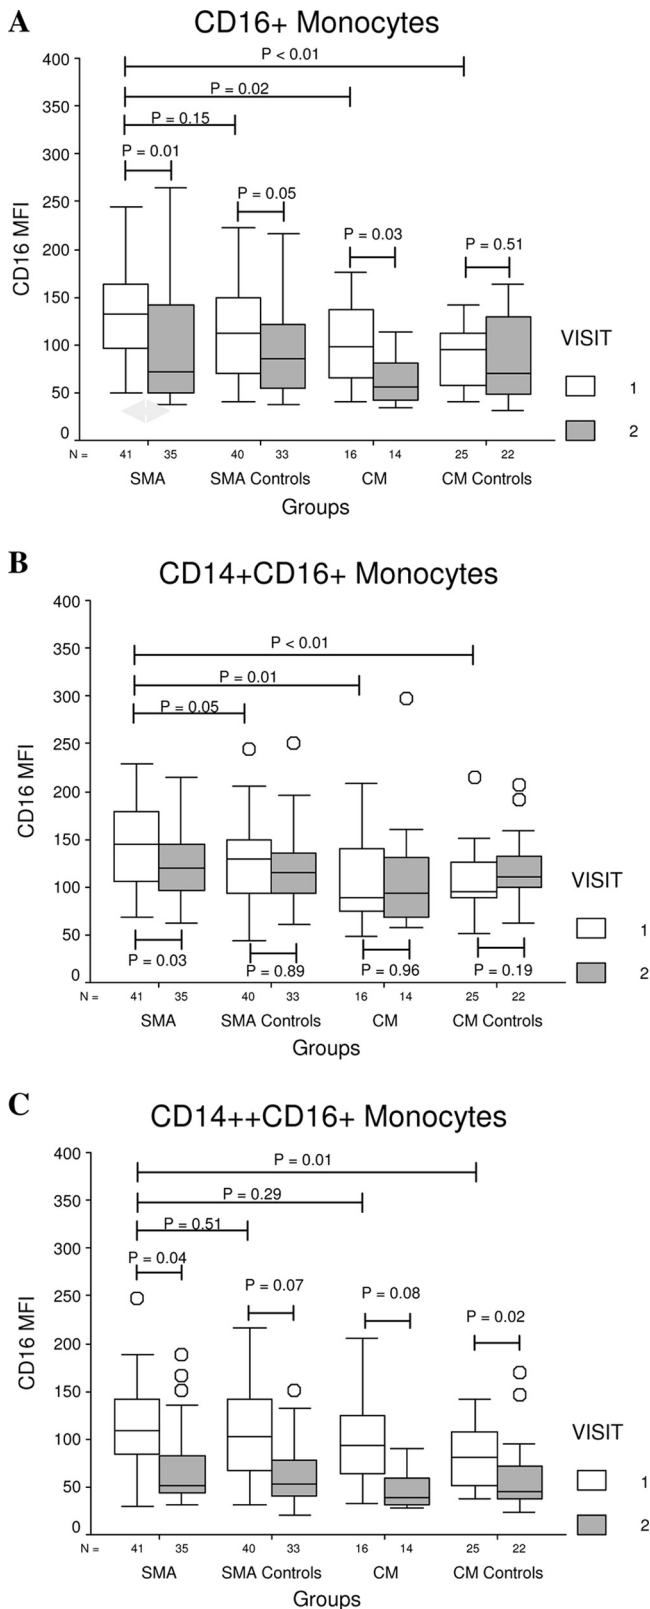 A
CD16+ Monocytes
400
350
300
250
200
150
100
50
0
CD16 MFI
P < 0.01
P = 0.02
P = 0.15
P = 0.01
P = 0.05
P = 0.03
P = 0.51
VISIT
1
2
N = 41 35 40 33 16 14 25 22
SMA SMA Controls CM CM Controls
Groups
B
CD14+CD16+ Monocytes
400
350
300
250
200
150
100
50
0
CD16 MFI
P < 0.01
P = 0.01
P = 0.05
P = 0.03
P = 0.89
P = 0.96
P = 0.19
VISIT
1
2
N = 41 35 40 33 16 14 25 22
SMA SMA Controls CM CM Controls
Groups
C
CD14++CD16+ Monocytes
400
350
300
250
200
150
100
50
0
CD16 MFI
P = 0.01
P = 0.29
P = 0.51
P = 0.04
P = 0.07
P = 0.08
P = 0.02
VISIT
1
2
N = 41 35 40 33 16 14 25 22
SMA SMA Controls CM CM Controls
Groups